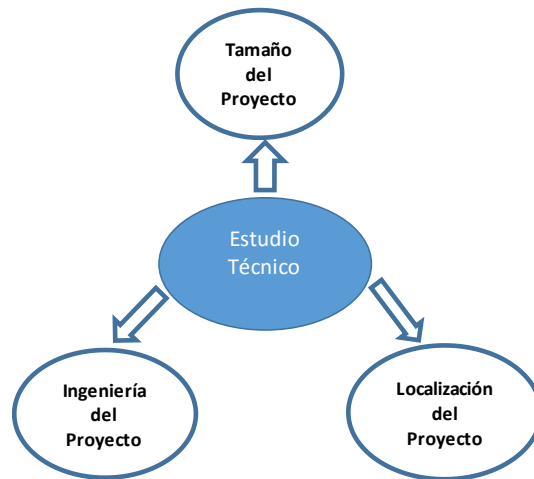 Tamaño
del
Proyecto
Estudio
Técnico
Ingeniería
del
Proyecto
Localización
del
Proyecto